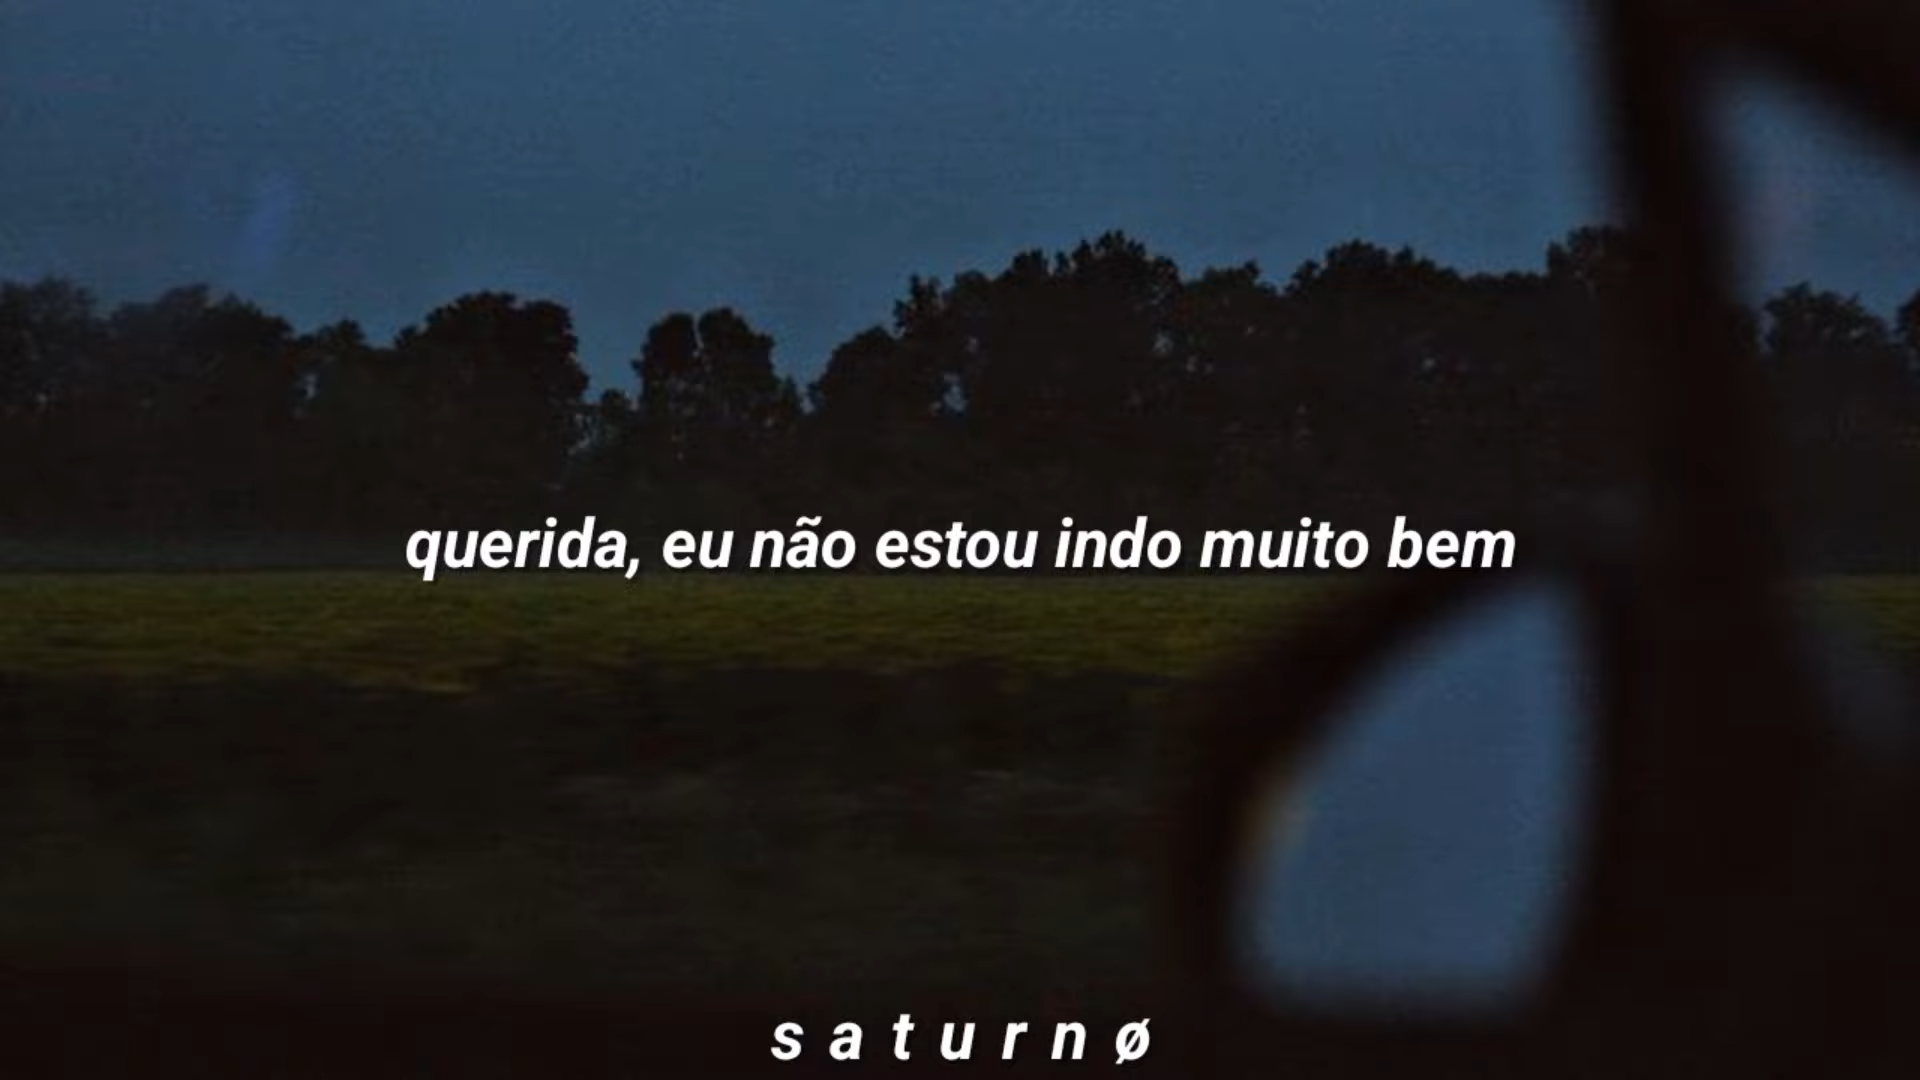 querida, eu não estou indo muito bem
s a t u r n ø